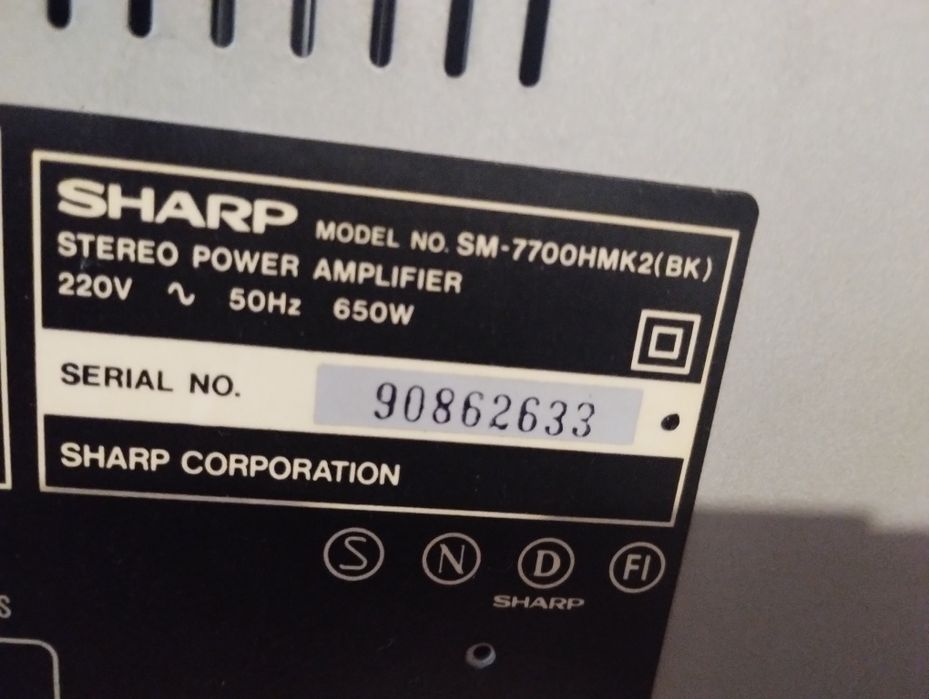 SHARP MODEL NO. SM-7700HMK2(BK)
STEREO POWER AMPLIFIER
220V ∿ 50Hz 650W
SERIAL NO. 90862633
SHARP CORPORATION
S N D FI
SHARP
S